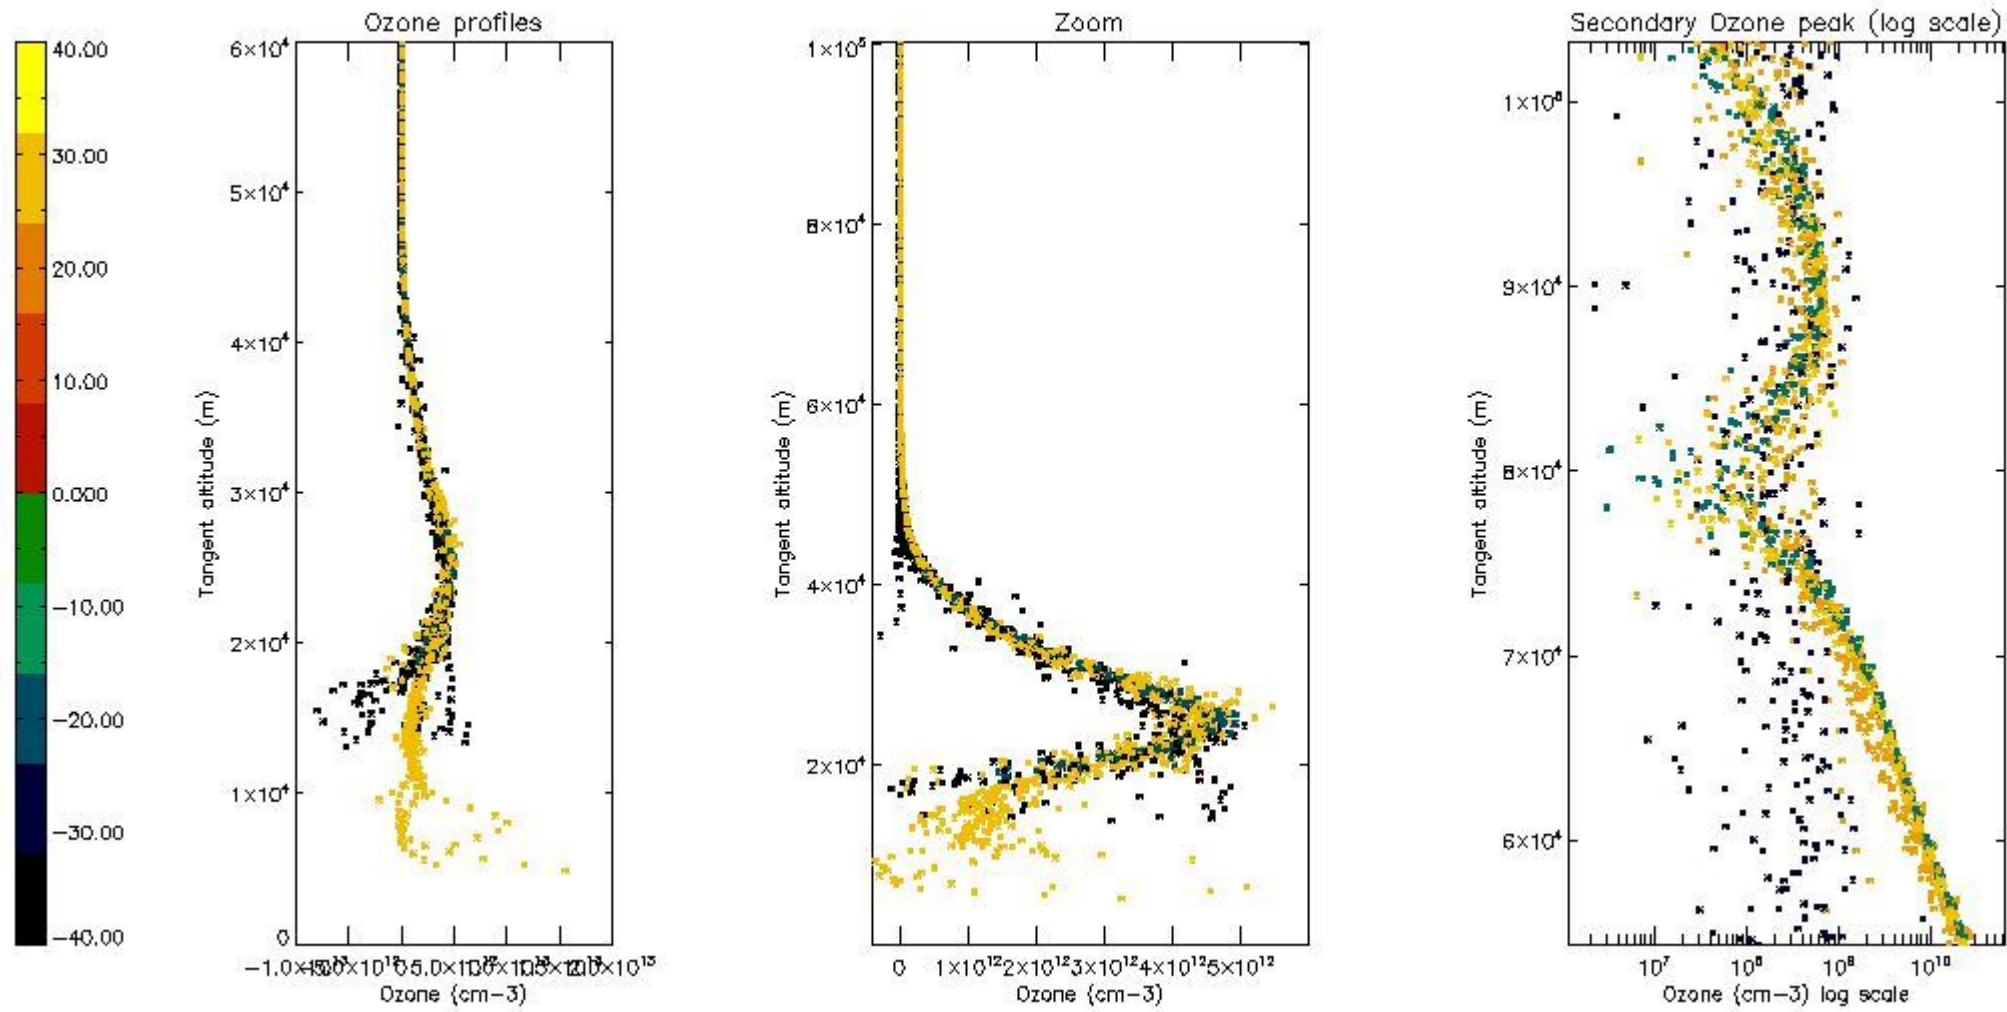 Ozone profiles
Zoom
Secondary Ozone peak (log scale)
40.00
30.00
20.00
10.00
−10.00
−20.00
−30.00
−40.00
6×10⁴
5×10⁴
4×10⁴
3×10⁴
2×10⁴
1×10⁴
0
Tangent altitude (m)
Ozone (cm−3)
1×10⁵
8×10⁴
6×10⁴
4×10⁴
2×10⁴
Tangent altitude (m)
0 1×10¹² 2×10¹² 3×10¹² 4×10¹² 5×10¹²
Ozone (cm−3)
9×10⁴
8×10⁴
7×10⁴
6×10⁴
Tangent altitude (m)
10⁷ 10⁸ 10⁹ 10¹⁰
Ozone (cm−3) log scale